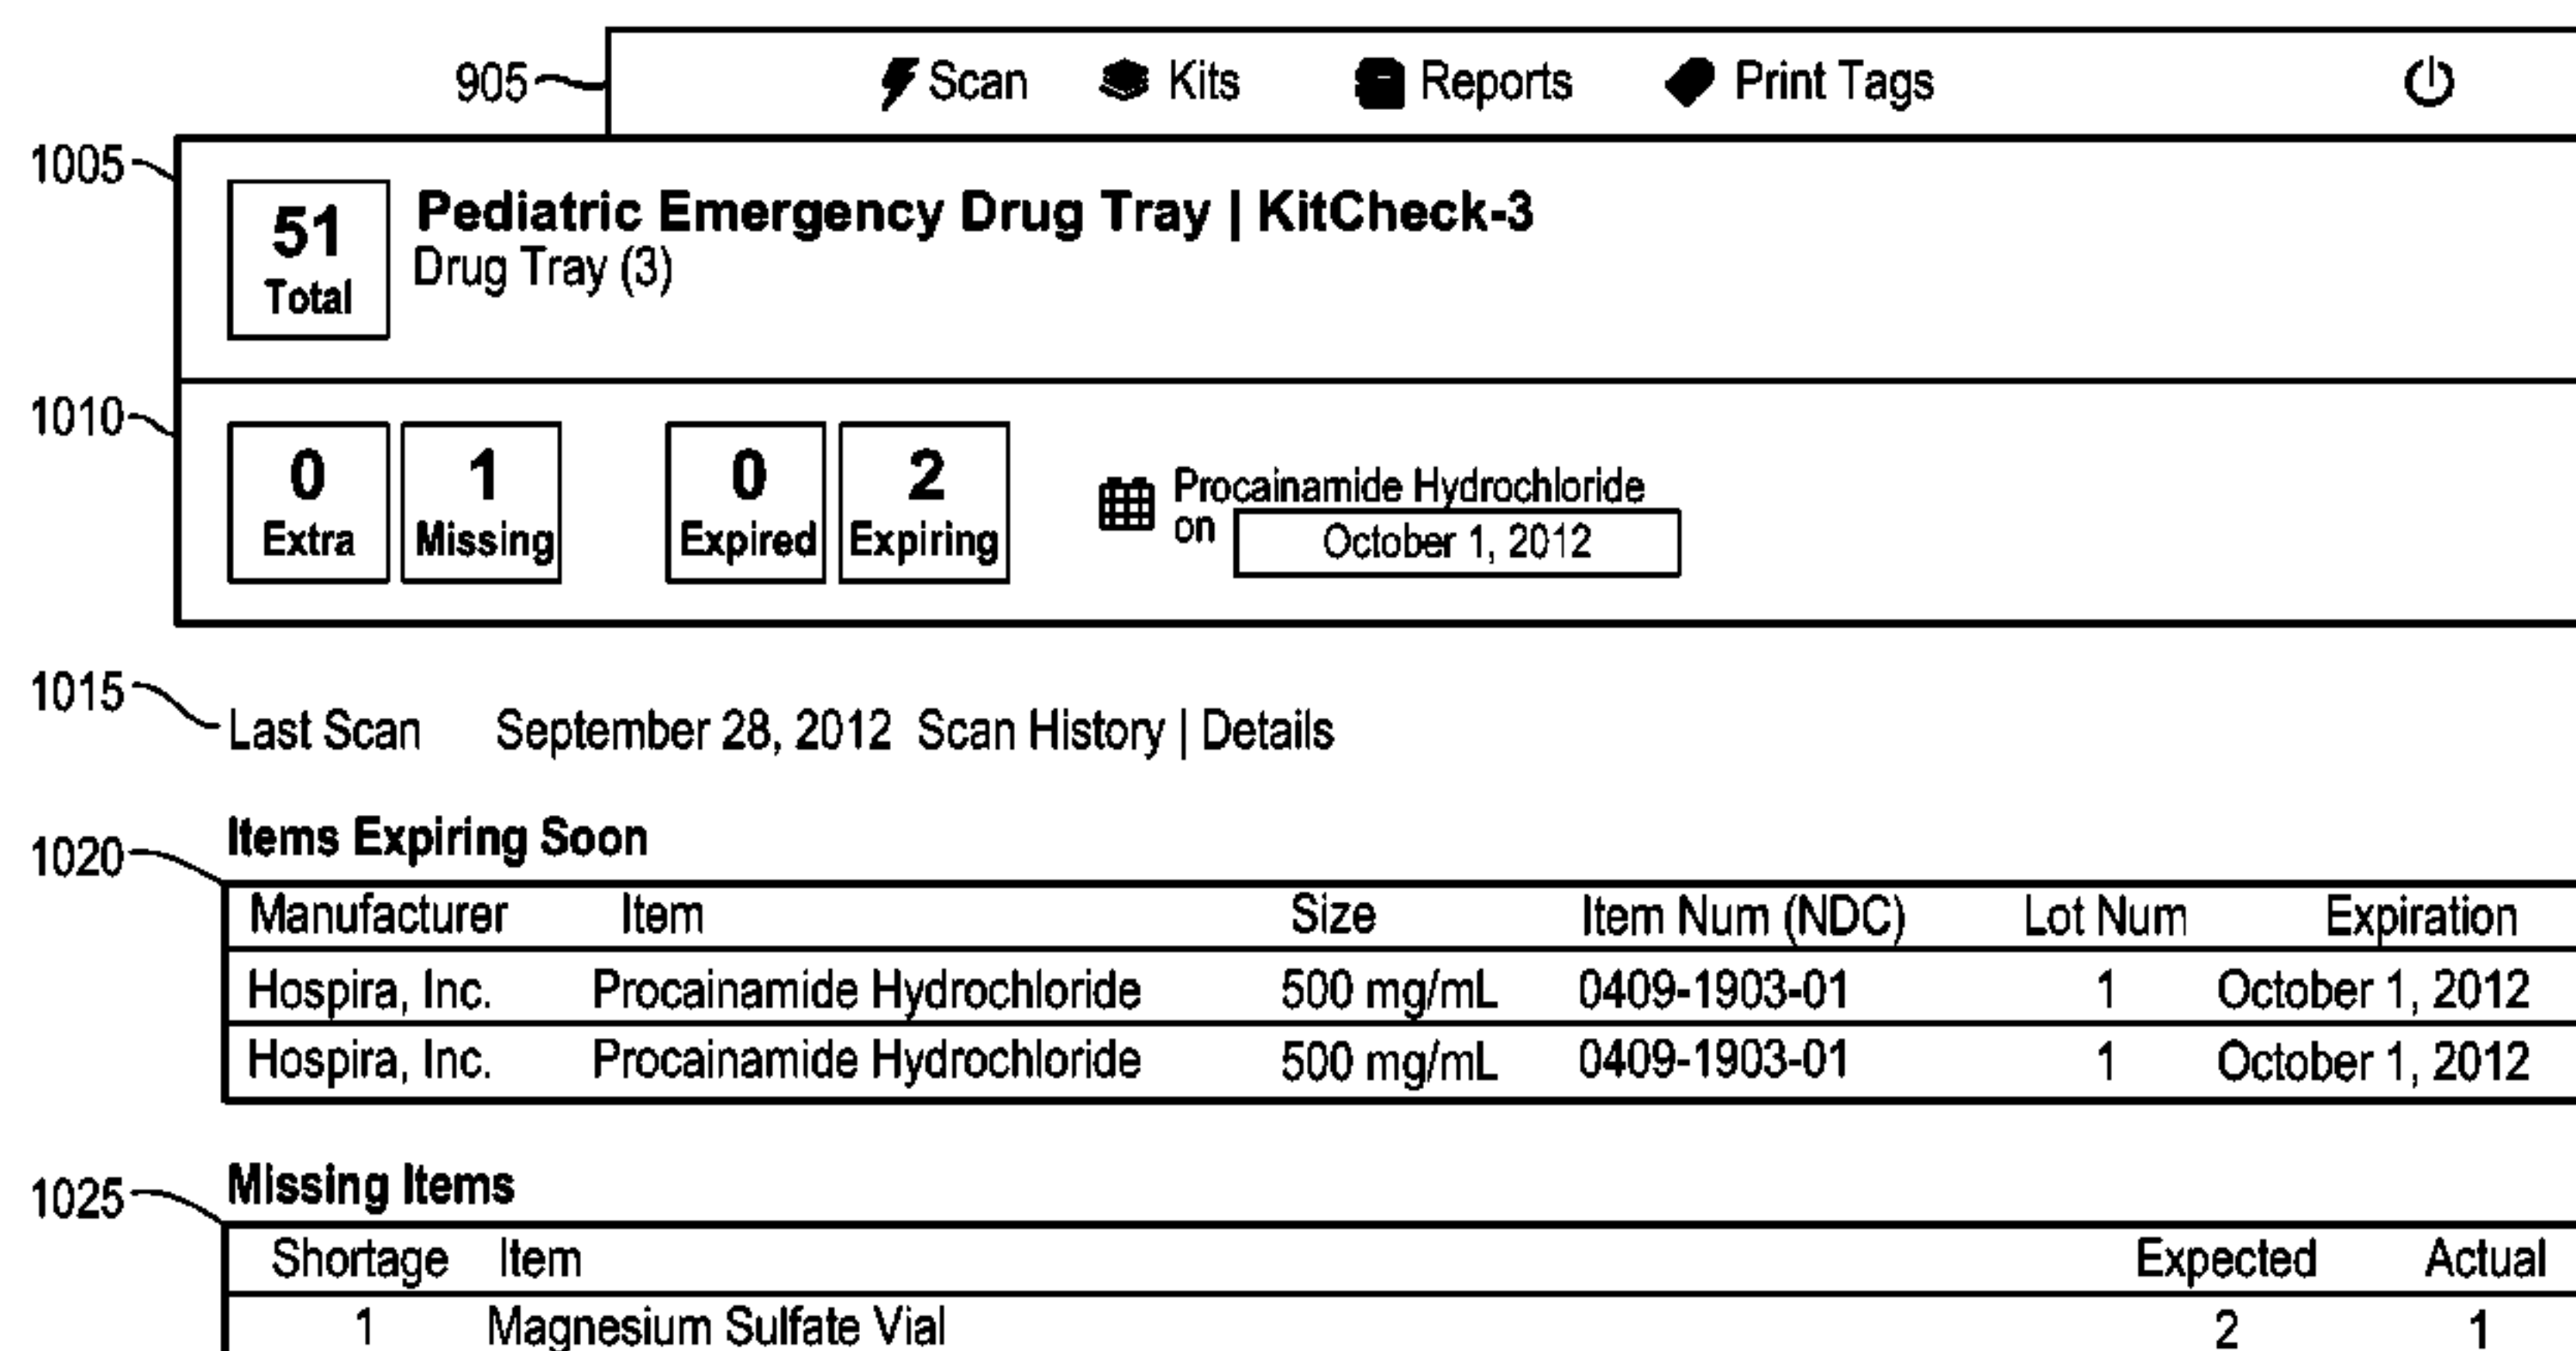 905 Scan Kits Reports Print Tags
1005
51 Total
Pediatric Emergency Drug Tray | KitCheck-3
Drug Tray (3)
1010
0 Extra
1 Missing
0 Expired
2 Expiring
Procainamide Hydrochloride
on October 1, 2012
1015
Last Scan September 28, 2012 Scan History | Details
Items Expiring Soon
1020
Manufacturer Item Size Item Num (NDC) Lot Num Expiration
Hospira, Inc. Procainamide Hydrochloride 500 mg/mL 0409-1903-01 1 October 1, 2012
Hospira, Inc. Procainamide Hydrochloride 500 mg/mL 0409-1903-01 1 October 1, 2012
Missing Items
1025
Shortage Item Expected Actual
1 Magnesium Sulfate Vial 2 1